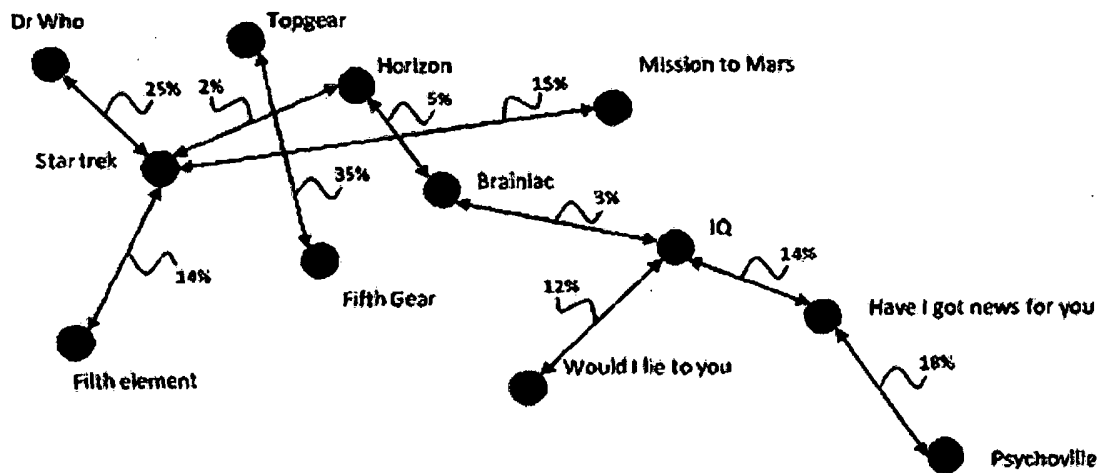 Dr Who
Topgear
Horizon
Mission to Mars
25%
2%
5%
15%
Star trek
35%
Brainiac
3%
IQ
14%
14%
12%
Fifth Gear
Have I got news for you
Filth element
Would I lie to you
18%
Psychoville